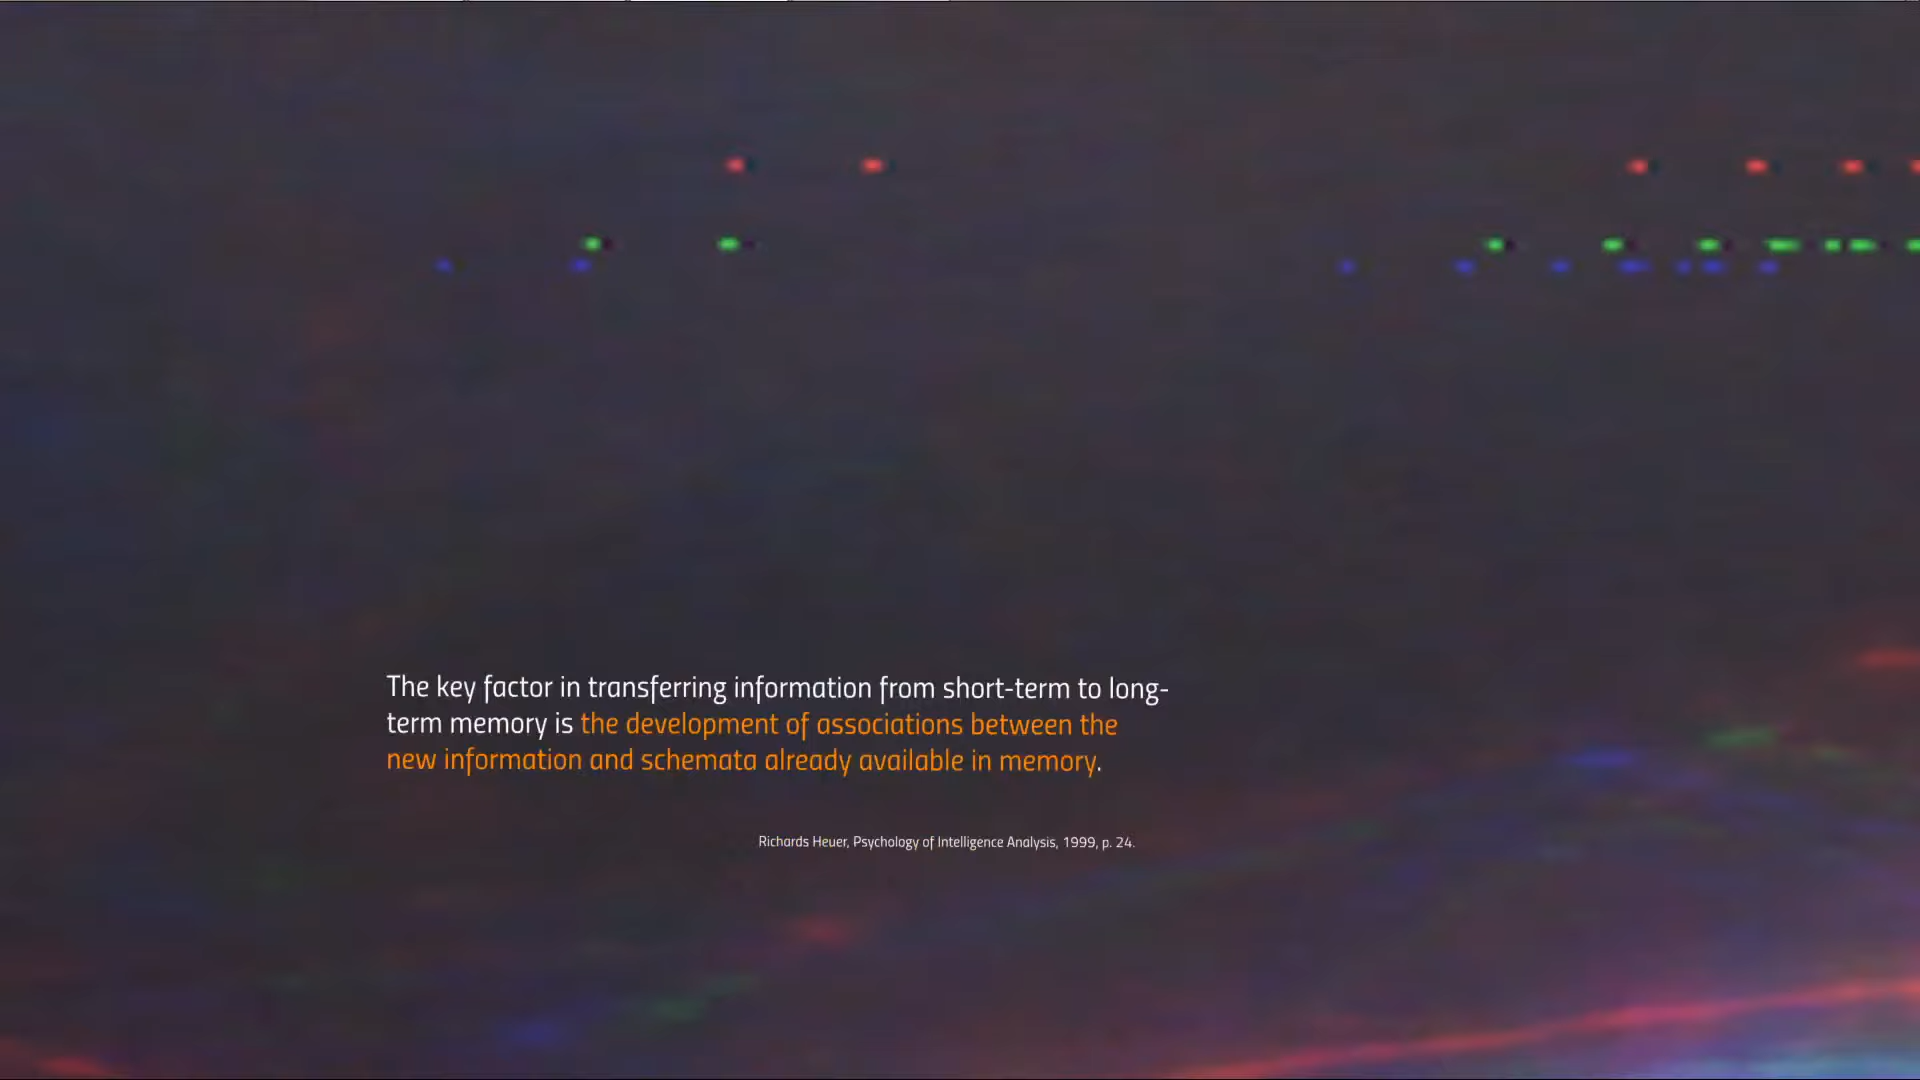 The key factor in transferring information from short-term to long-
term memory is the development of associations between the
new information and schemata already available in memory.
Richards Heuer, Psychology of Intelligence Analysis, 1999, p. 24.